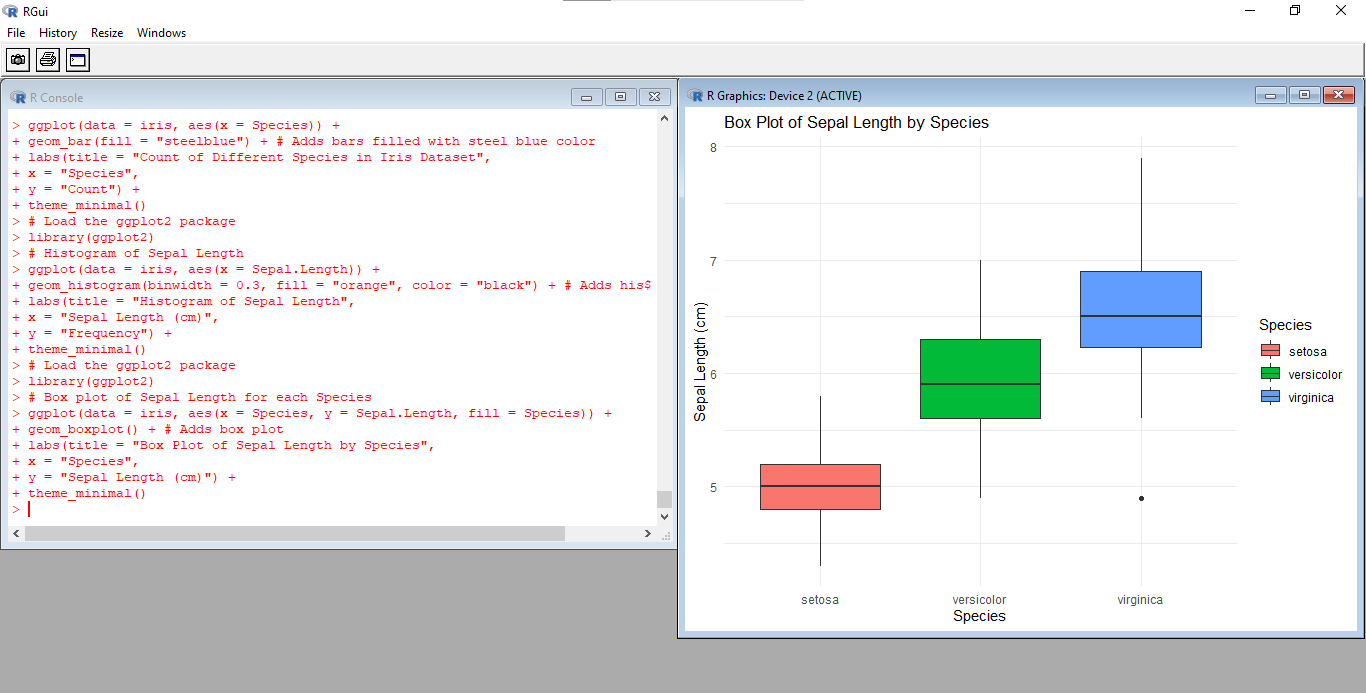 RGui
File History Resize Windows
R Console
> ggplot(data = iris, aes(x = Species)) +
+ geom_bar(fill = "steelblue") + # Adds bars filled with steel blue color
+ labs(title = "Count of Different Species in Iris Dataset",
+ x = "Species",
+ y = "Count") +
+ theme_minimal()
> # Load the ggplot2 package
> library(ggplot2)
> # Histogram of Sepal Length
> ggplot(data = iris, aes(x = Sepal.Length)) +
+ geom_histogram(binwidth = 0.3, fill = "orange", color = "black") + # Adds his$
+ labs(title = "Histogram of Sepal Length",
+ x = "Sepal Length (cm)",
+ y = "Frequency") +
+ theme_minimal()
> # Load the ggplot2 package
> library(ggplot2)
> # Box plot of Sepal Length for each Species
> ggplot(data = iris, aes(x = Species, y = Sepal.Length, fill = Species)) +
+ geom_boxplot() + # Adds box plot
+ labs(title = "Box Plot of Sepal Length by Species",
+ x = "Species",
+ y = "Sepal Length (cm)") +
+ theme_minimal()
>
R Graphics: Device 2 (ACTIVE)
Box Plot of Sepal Length by Species
Sepal Length (cm)
8
7
6
5
setosa versicolor virginica
Species
Species
setosa
versicolor
virginica